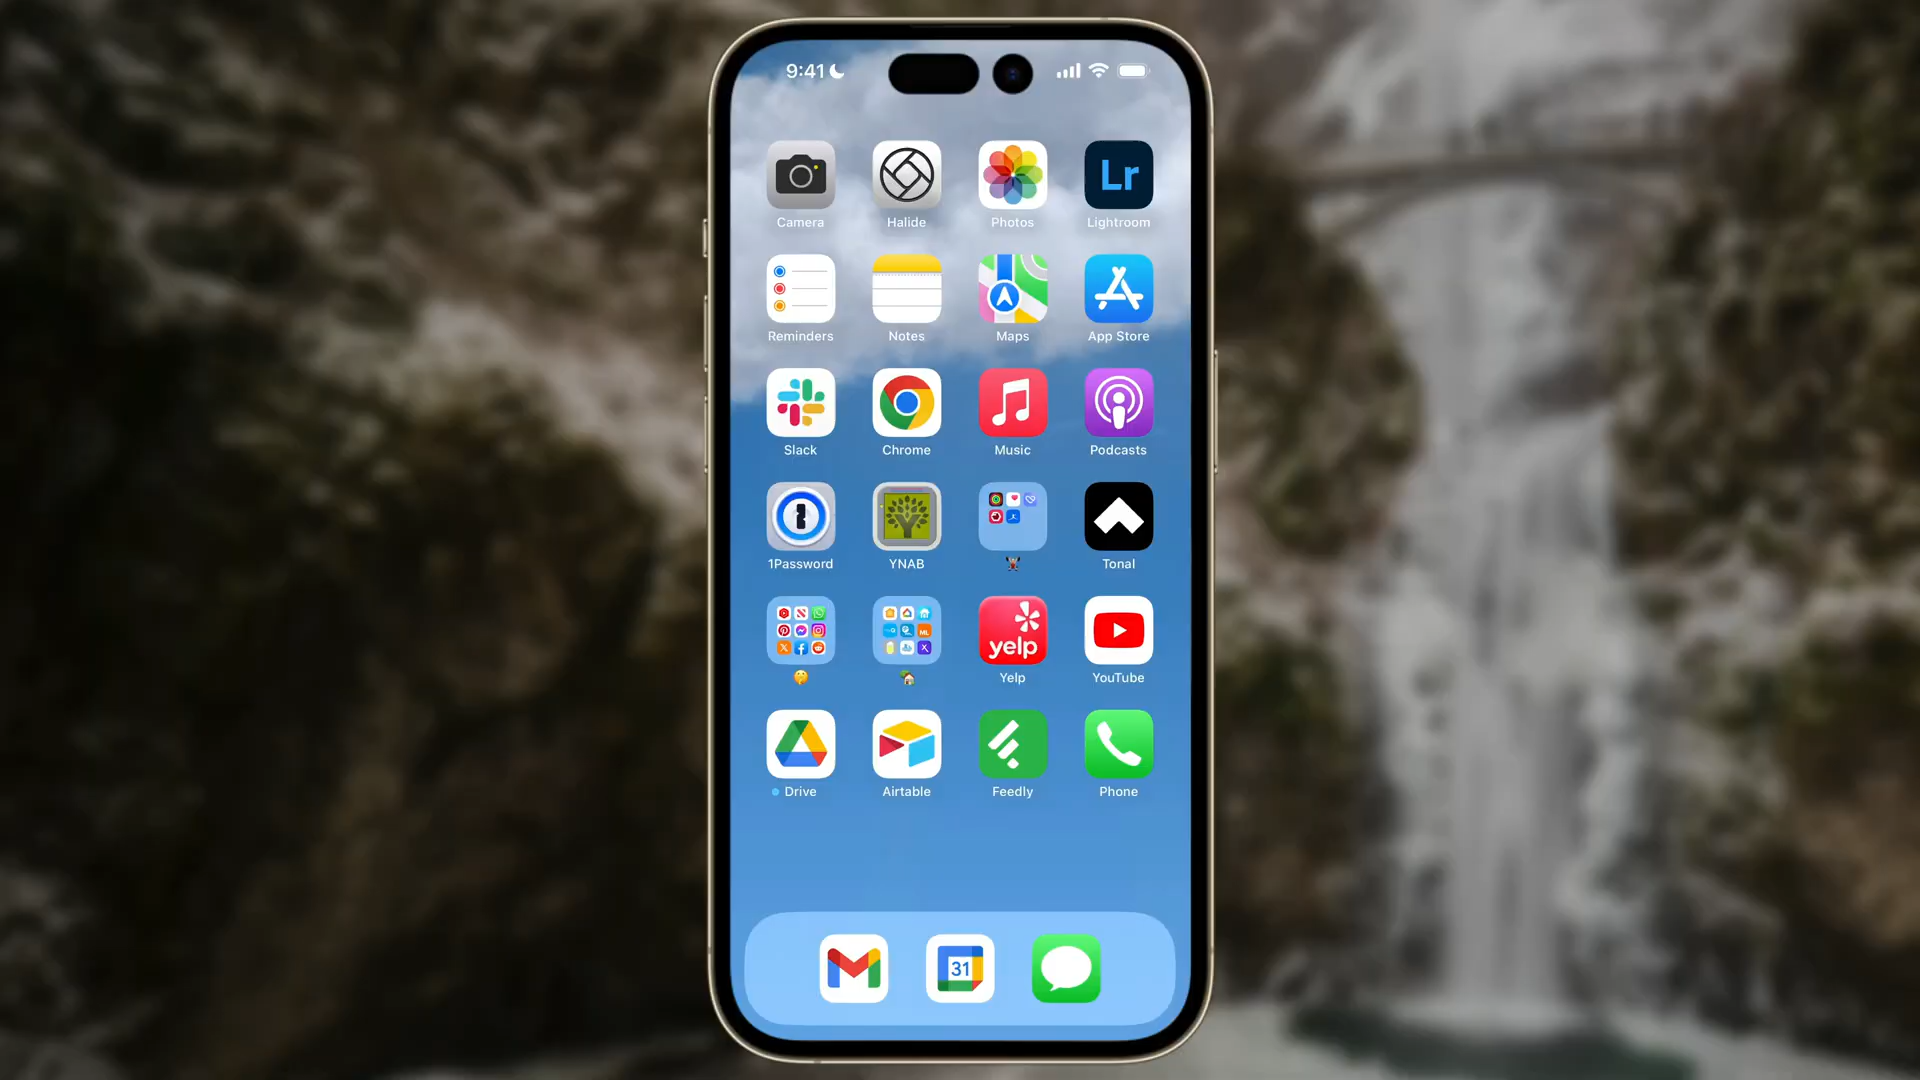 9:41
Camera Halide Photos Lr Lightroom
Reminders Notes Maps App Store
Slack Chrome Music Podcasts
1Password YNAB Tonal
yelp Yelp YouTube
Drive Airtable Feedly Phone
31